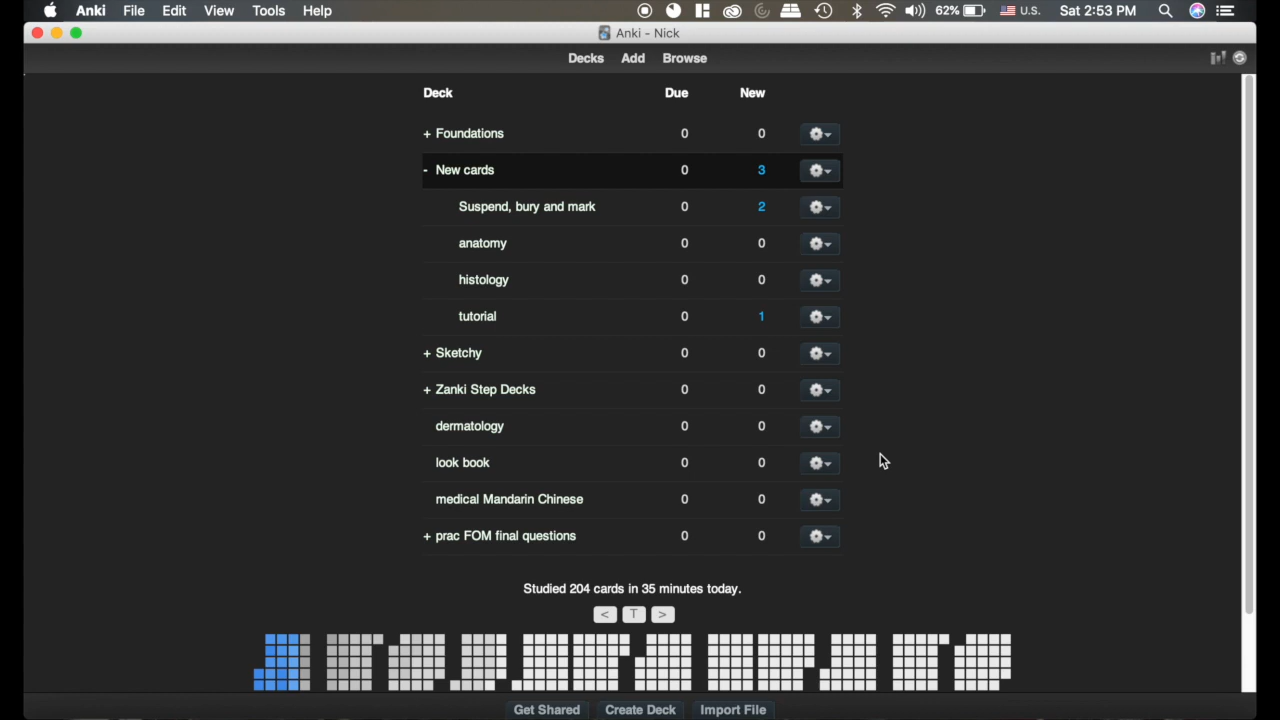 Anki File Edit View Tools Help 62% U.S. Sat 2:53 PM
Anki - Nick
Decks Add Browse
Deck Due New
+ Foundations 0 0
- New cards 0 3
Suspend, bury and mark 0 2
anatomy 0 0
histology 0 0
tutorial 0 1
+ Sketchy 0 0
+ Zanki Step Decks 0 0
dermatology 0 0
look book 0 0
medical Mandarin Chinese 0 0
+ prac FOM final questions 0 0
Studied 204 cards in 35 minutes today.
< T >
Get Shared Create Deck Import File